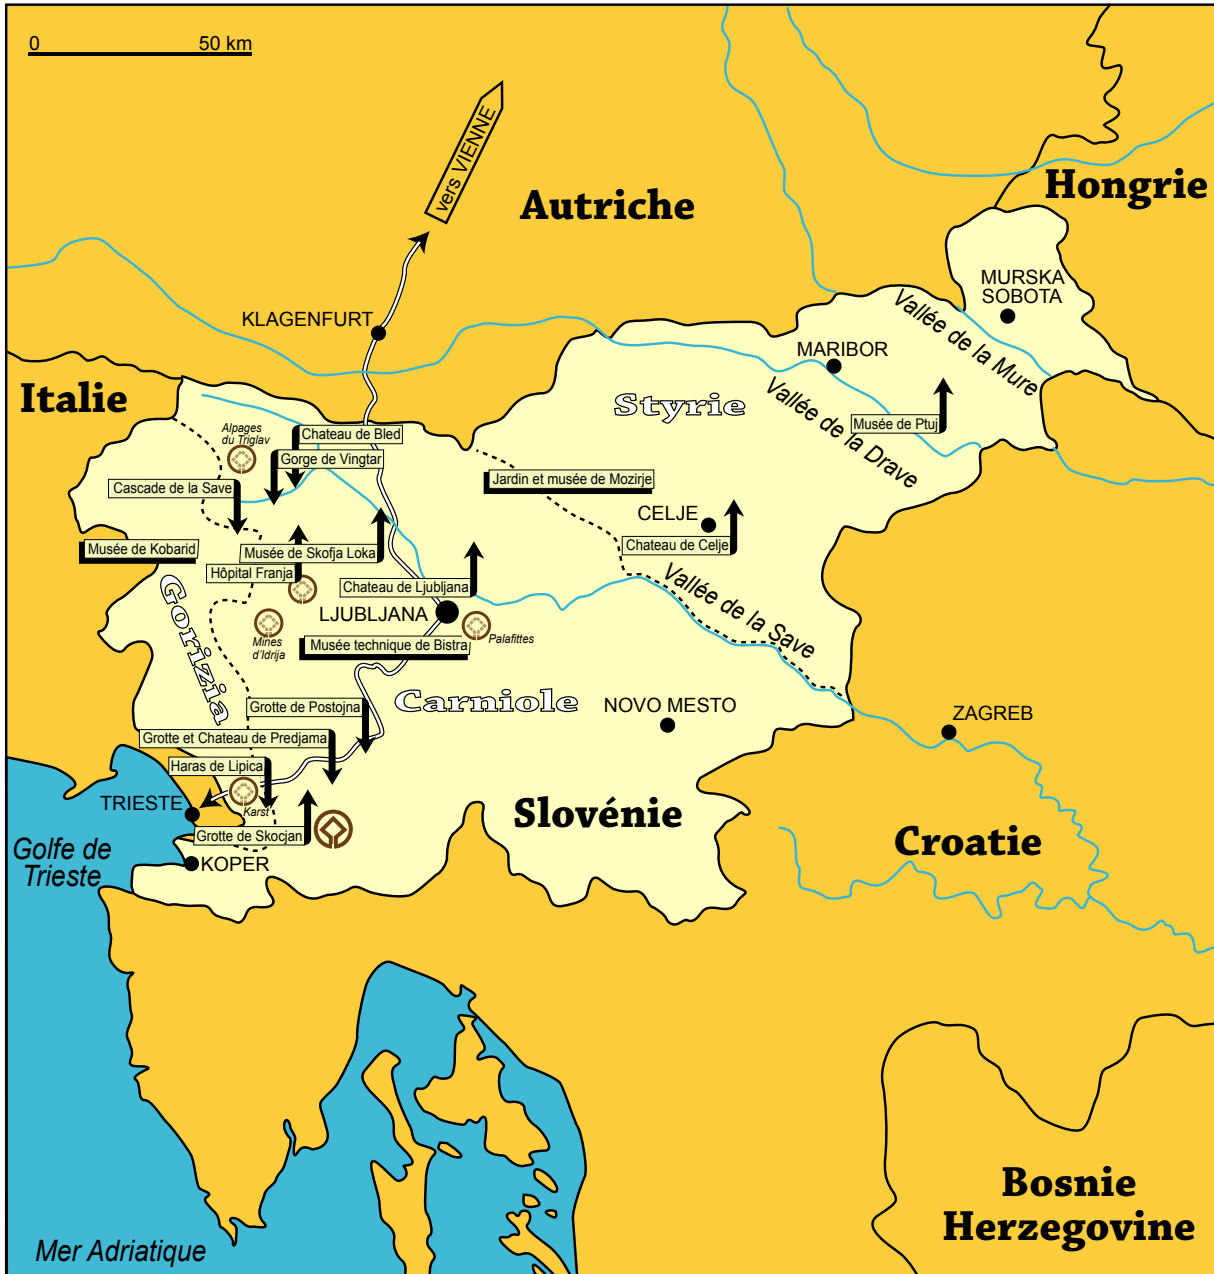 0 50 km
vers VIENNE
Autriche
Hongrie
MURSKA
SOBOTA
KLAGENFURT
Vallée de la Mure
MARIBOR
Italie
Styrie
Vallée de la Drave
Musée de Ptuj
Alpages
du Triglav
Chateau de Bled
Gorge de Vingtar
Cascade de la Save
Jardin et musée de Mozirje
CELJE
Chateau de Celje
Musée de Kobarid
Musée de Skofja Loka
Hôpital Franja
Chateau de Ljubljana
Gorizia
LJUBLJANA
Vallée de la Save
Mines
d'Idrija
Palafittes
Musée technique de Bistra
Carniole
Grotte de Postojna
NOVO MESTO
ZAGREB
Grotte et Chateau de Predjama
Haras de Lipica
TRIESTE
Karst
Slovénie
Grotte de Skocjan
Croatie
Golfe de
Trieste
KOPER
Bosnie
Herzegovine
Mer Adriatique